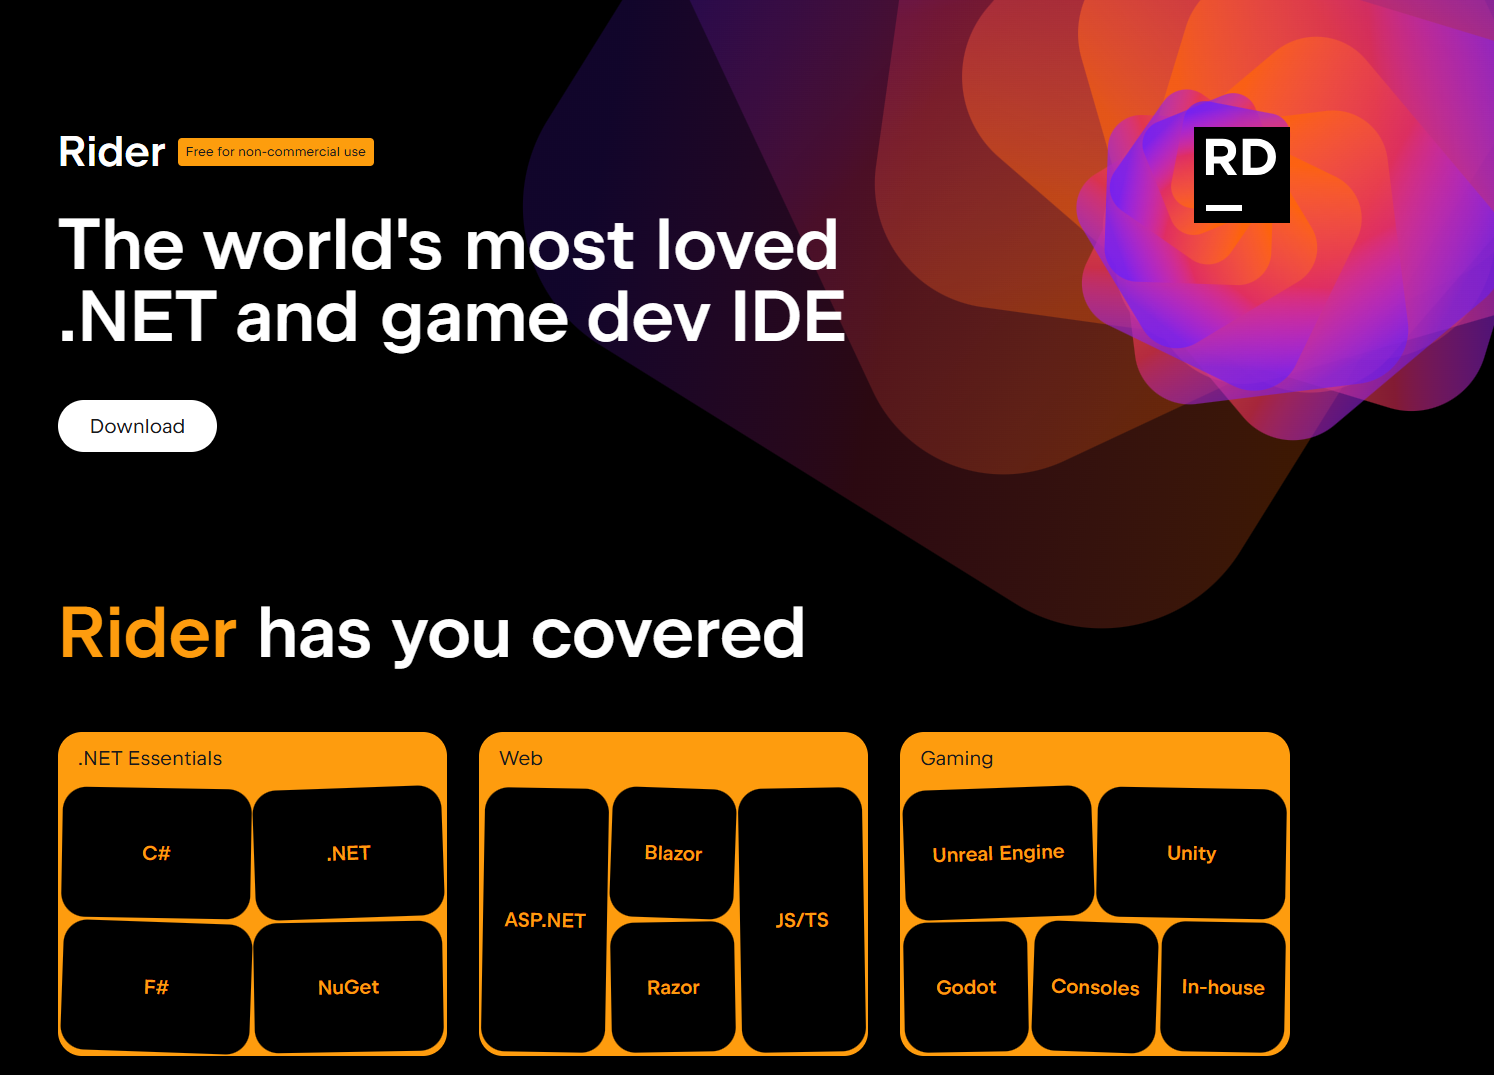 Rider
Free for non-commercial use
RD
The world's most loved
.NET and game dev IDE
Download
Rider has you covered
.NET Essentials
C#
.NET
F#
NuGet
Web
ASP.NET
Blazor
JS/TS
Razor
Gaming
Unreal Engine
Unity
Godot
Consoles
In-house